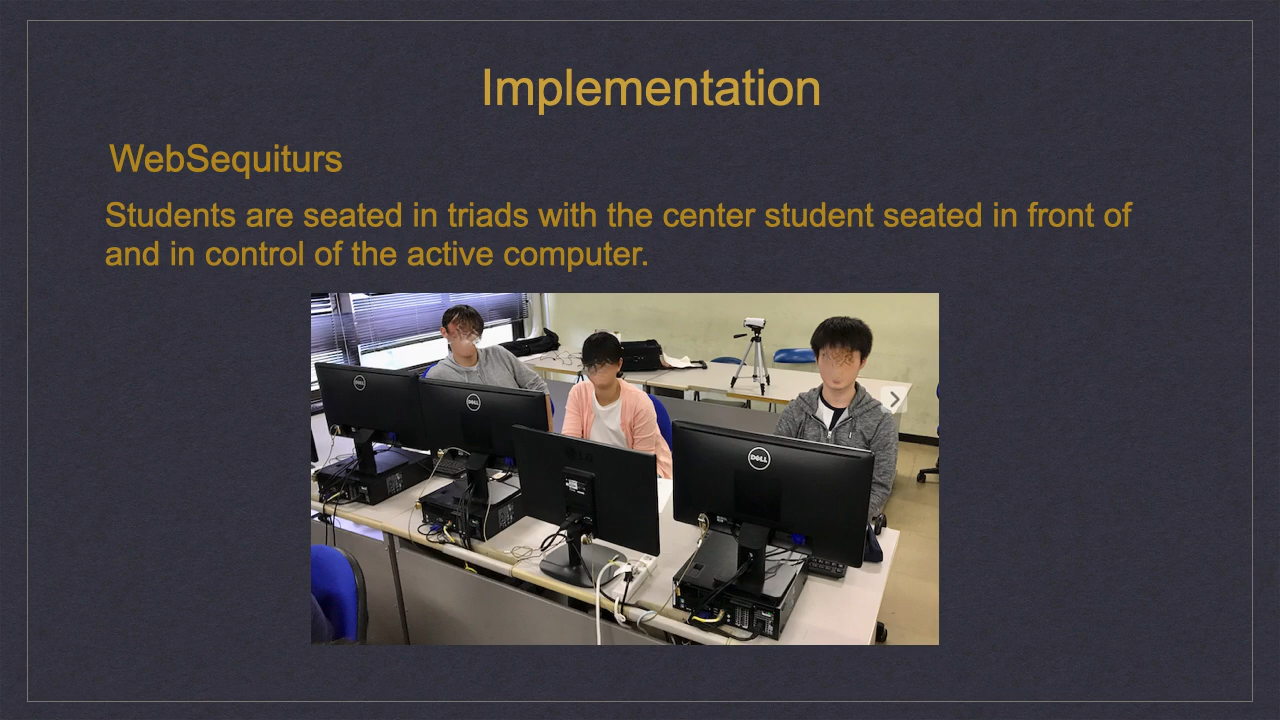 Implementation
WebSequiturs
Students are seated in triads with the center student seated in front of
and in control of the active computer.
DELL
DELL
LG
DELL